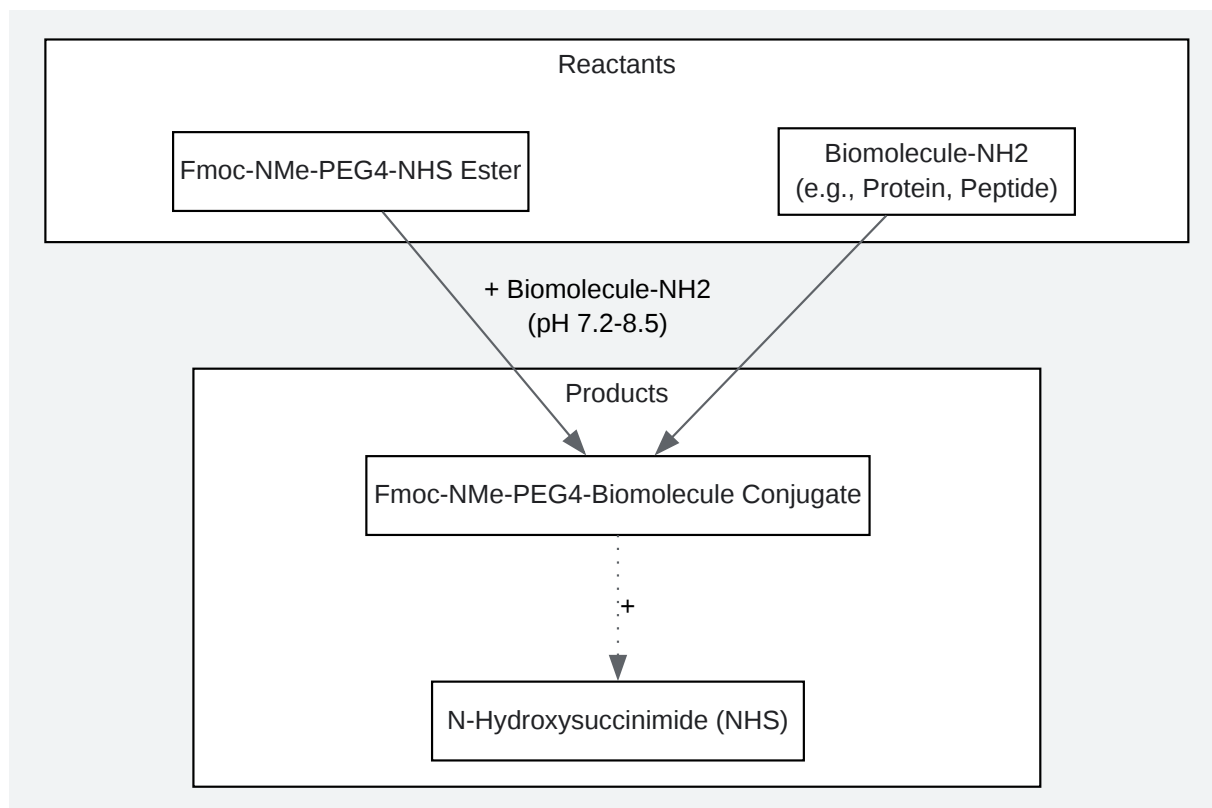 Reactants
Fmoc-NMe-PEG4-NHS Ester
Biomolecule-NH2
(e.g., Protein, Peptide)
+ Biomolecule-NH2
(pH 7.2-8.5)
Products
Fmoc-NMe-PEG4-Biomolecule Conjugate
+
N-Hydroxysuccinimide (NHS)